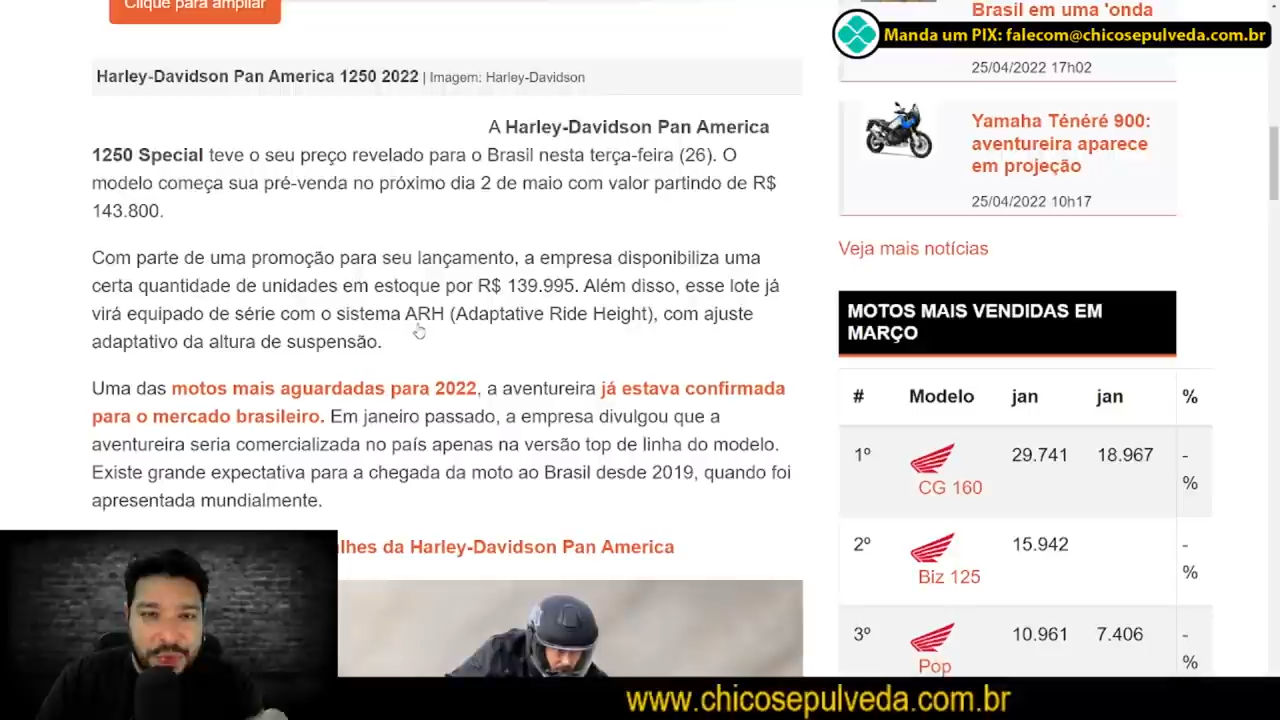 Clique para ampliar
Harley-Davidson Pan America 1250 2022 | Imagem: Harley-Davidson
A Harley-Davidson Pan America
1250 Special teve o seu preço revelado para o Brasil nesta terça-feira (26). O
modelo começa sua pré-venda no próximo dia 2 de maio com valor partindo de R$
143.800.
Com parte de uma promoção para seu lançamento, a empresa disponibiliza uma
certa quantidade de unidades em estoque por R$ 139.995. Além disso, esse lote já
virá equipado de série com o sistema ARH (Adaptative Ride Height), com ajuste
adaptativo da altura de suspensão.
Uma das motos mais aguardadas para 2022, a aventureira já estava confirmada
para o mercado brasileiro. Em janeiro passado, a empresa divulgou que a
aventureira seria comercializada no país apenas na versão top de linha do modelo.
Existe grande expectativa para a chegada da moto ao Brasil desde 2019, quando foi
apresentada mundialmente.
lhes da Harley-Davidson Pan America
Brasil em uma 'onda
Manda um PIX: falecom@chicosepulveda.com.br
25/04/2022 17h02
Yamaha Ténéré 900:
aventureira aparece
em projeção
25/04/2022 10h17
Veja mais notícias
MOTOS MAIS VENDIDAS EM
MARÇO
# Modelo jan jan %
1º CG 160 29.741 18.967 - %
2º Biz 125 15.942 - %
3º Pop 10.961 7.406 - %
www.chicosepulveda.com.br